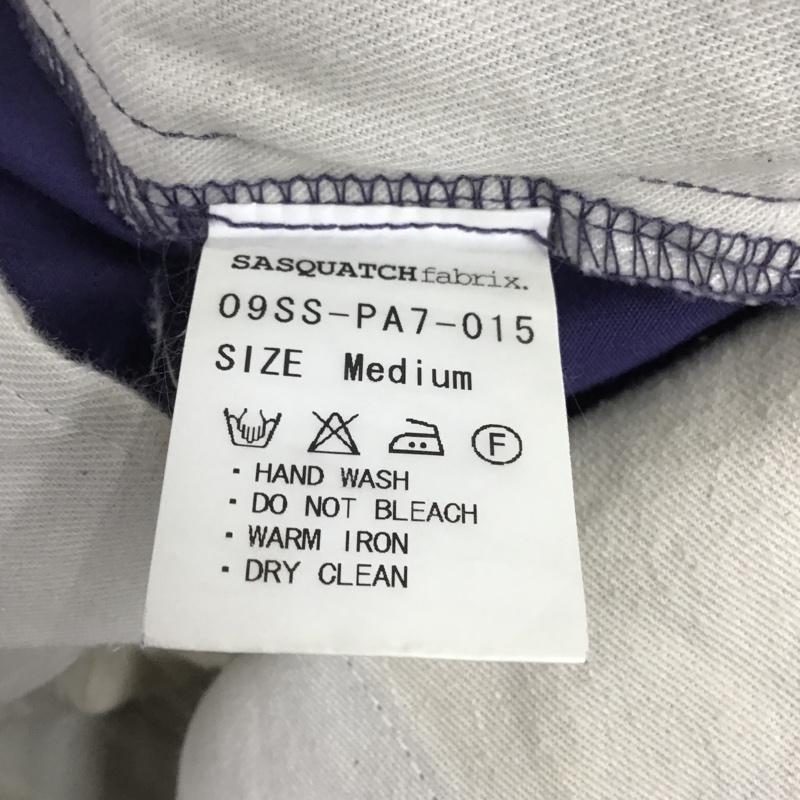 SASQUATCHfabrix.
09SS-PA7-015
SIZE Medium
F
・HAND WASH
・DO NOT BLEACH
・WARM IRON
・DRY CLEAN